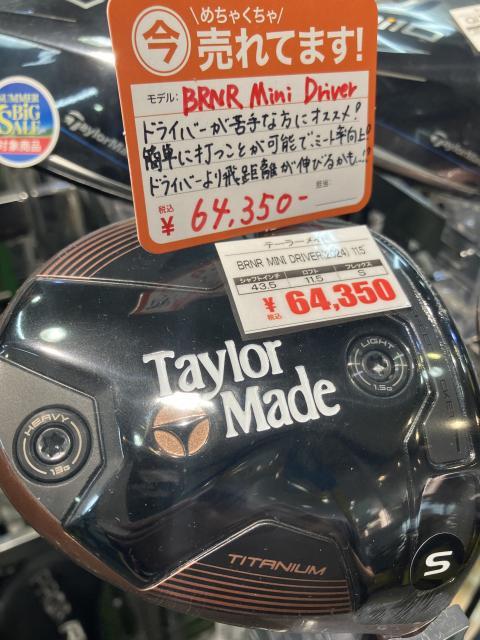 今
めちゃくちゃ
売れてます!
モデル: BRNR Mini Driver
ドライバーが苦手な方にオススメ!
簡単に打つことが可能でミート率向上!
ドライバーより飛距離が伸びるかも…!?
担当:
税込
¥ 64,350-
SUMMER
BIG
SALE
対象商品
TaylorMade
テーラーメイド
BRNR MINI DRIVER(2024) 11.5
シャフトインチ ロフト フレックス
43.5 11.5 S
¥ 64,350
税込
Taylor
Made
LIGHT
1.5g
HEAVY
13g
TITANIUM
S